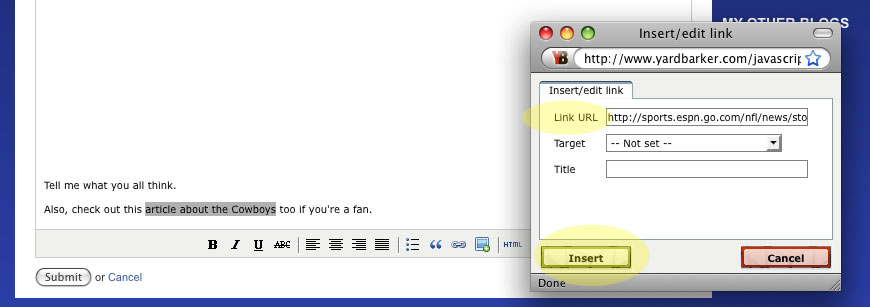 MY OTHER BLOGS
Insert/edit link
YB http://www.yardbarker.com/javascrip
Insert/edit link
Link URL http://sports.espn.go.com/nfl/news/sto
Target -- Not set --
Title
Tell me what you all think.
Also, check out this article about the Cowboys too if you're a fan.
B I U ABC HTML
Insert Cancel
Submit or Cancel
Done